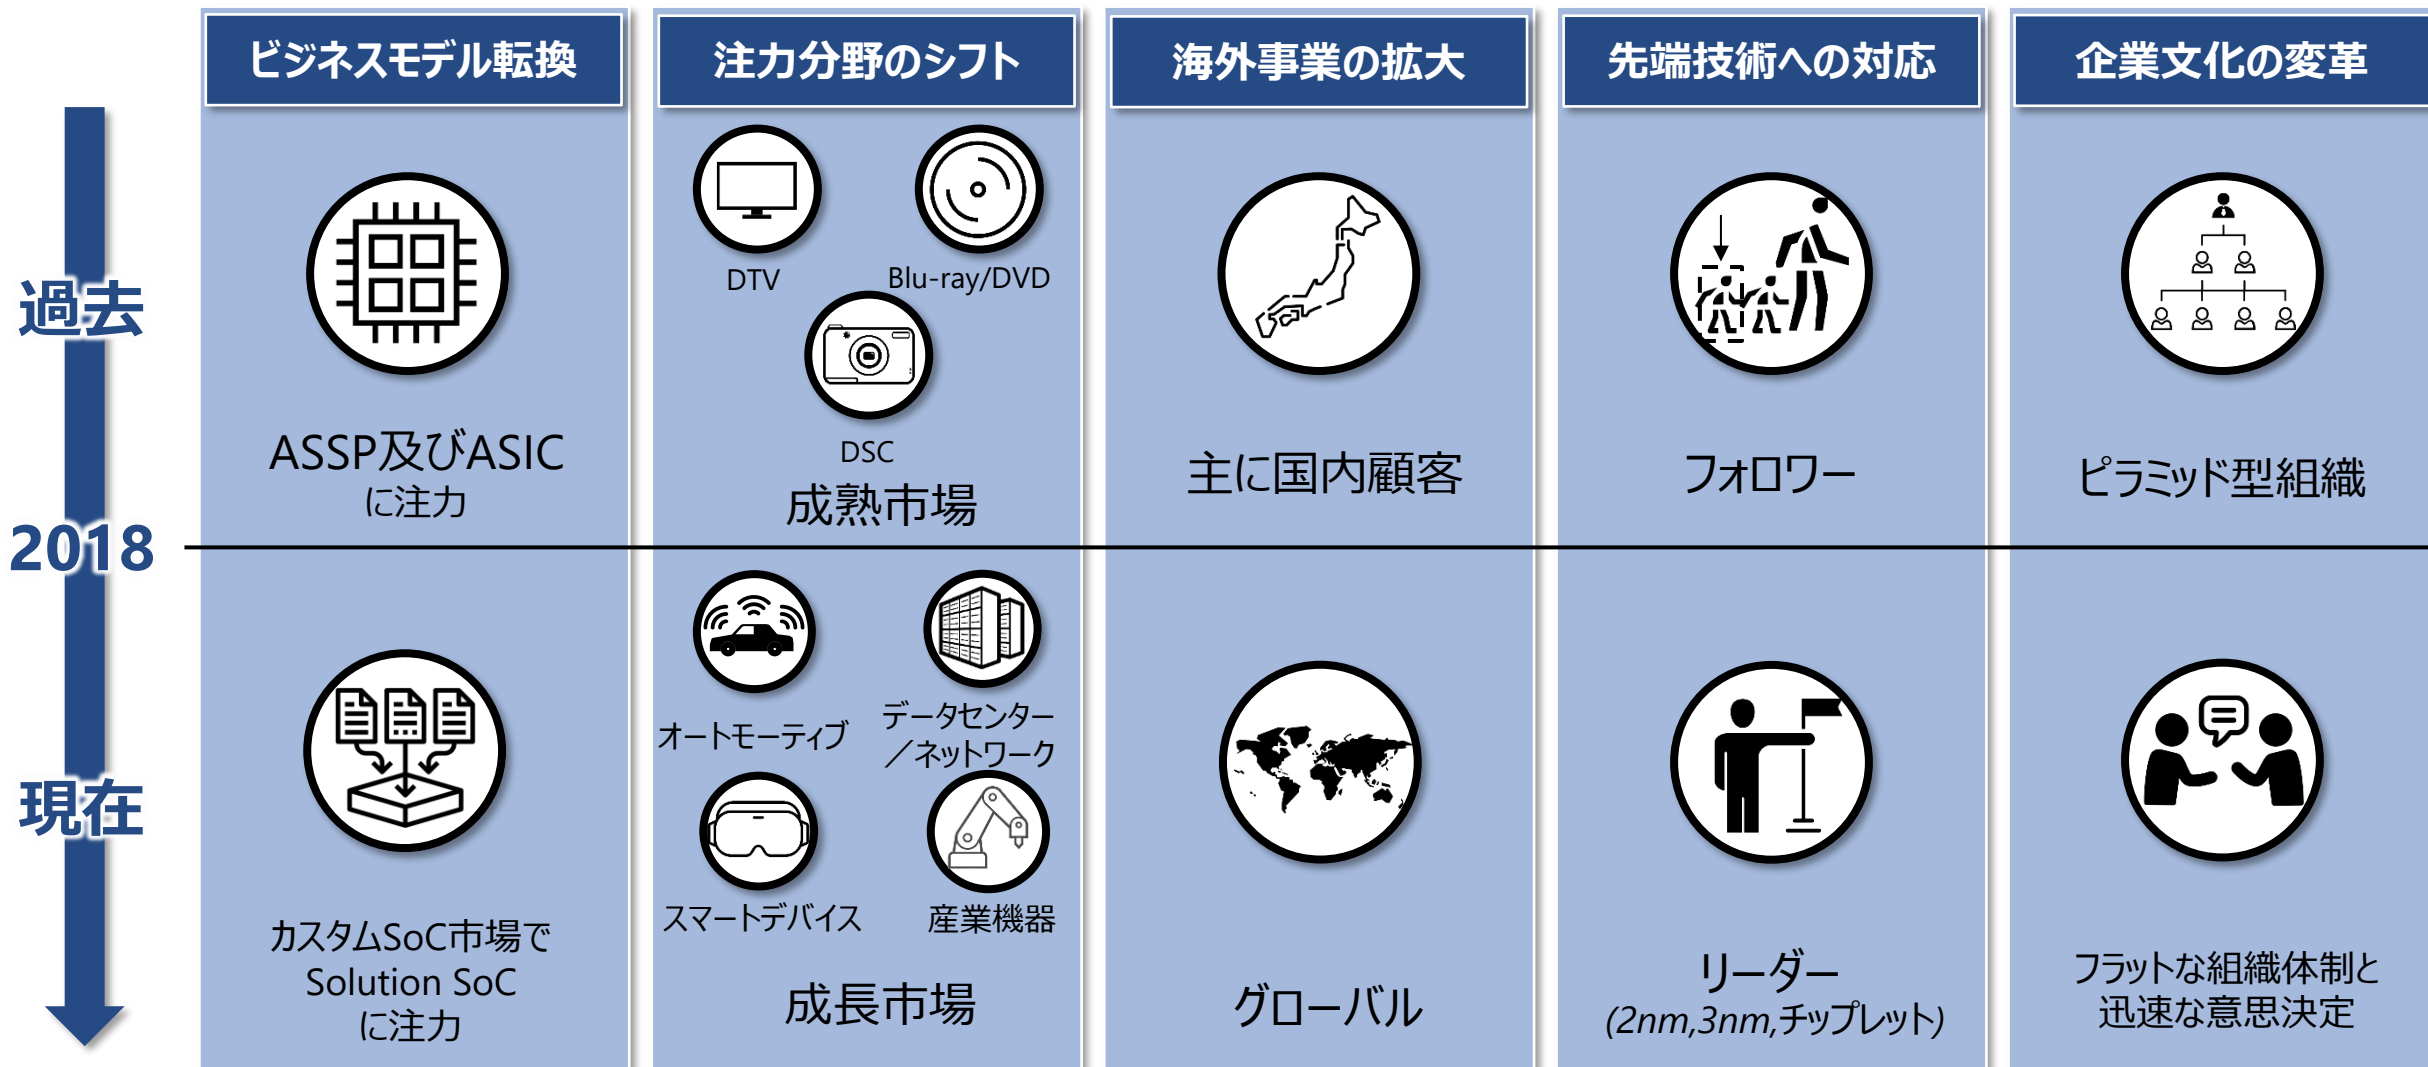 ビジネスモデル転換
注力分野のシフト
海外事業の拡大
先端技術への対応
企業文化の変革
過去
ASSP及びASIC
に注力
DTV
Blu-ray/DVD
DSC
成熟市場
主に国内顧客
フォロワー
ピラミッド型組織
2018
現在
カスタムSoC市場で
Solution SoC
に注力
オートモーティブ
データセンター
／ネットワーク
スマートデバイス
産業機器
成長市場
グローバル
リーダー
(2nm,3nm,チップレット)
フラットな組織体制と
迅速な意思決定